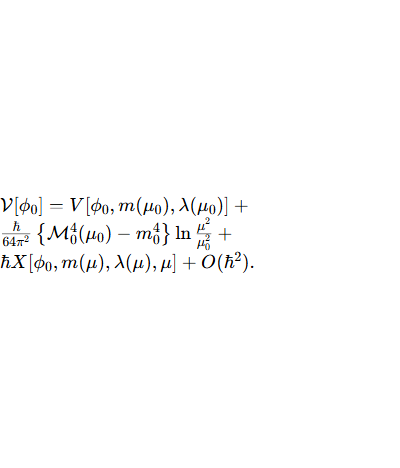 𝒱[ϕ₀] = V[ϕ₀, m(μ₀), λ(μ₀)] +
ℏ/64π² {ℳ₀⁴(μ₀) − m₀⁴} ln μ²/μ₀² +
ℏX[ϕ₀, m(μ), λ(μ), μ] + O(ℏ²).